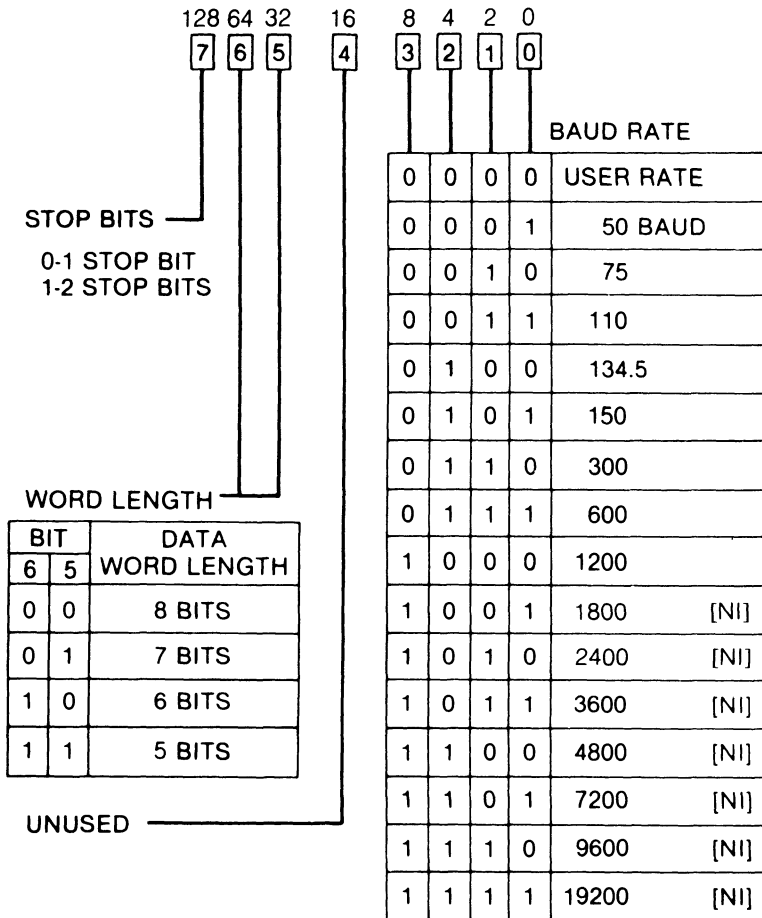 128 64 32 16 8 4 2 0
7 6 5 4 3 2 1 0
BAUD RATE
0 0 0 0 USER RATE
0 0 0 1 50 BAUD
0 0 1 0 75
0 0 1 1 110
0 1 0 0 134.5
0 1 0 1 150
0 1 1 0 300
0 1 1 1 600
1 0 0 0 1200
1 0 0 1 1800 [NI]
1 0 1 0 2400 [NI]
1 0 1 1 3600 [NI]
1 1 0 0 4800 [NI]
1 1 0 1 7200 [NI]
1 1 1 0 9600 [NI]
1 1 1 1 19200 [NI]
STOP BITS
0-1 STOP BIT
1-2 STOP BITS
WORD LENGTH
BIT DATA
6 5 WORD LENGTH
0 0 8 BITS
0 1 7 BITS
1 0 6 BITS
1 1 5 BITS
UNUSED